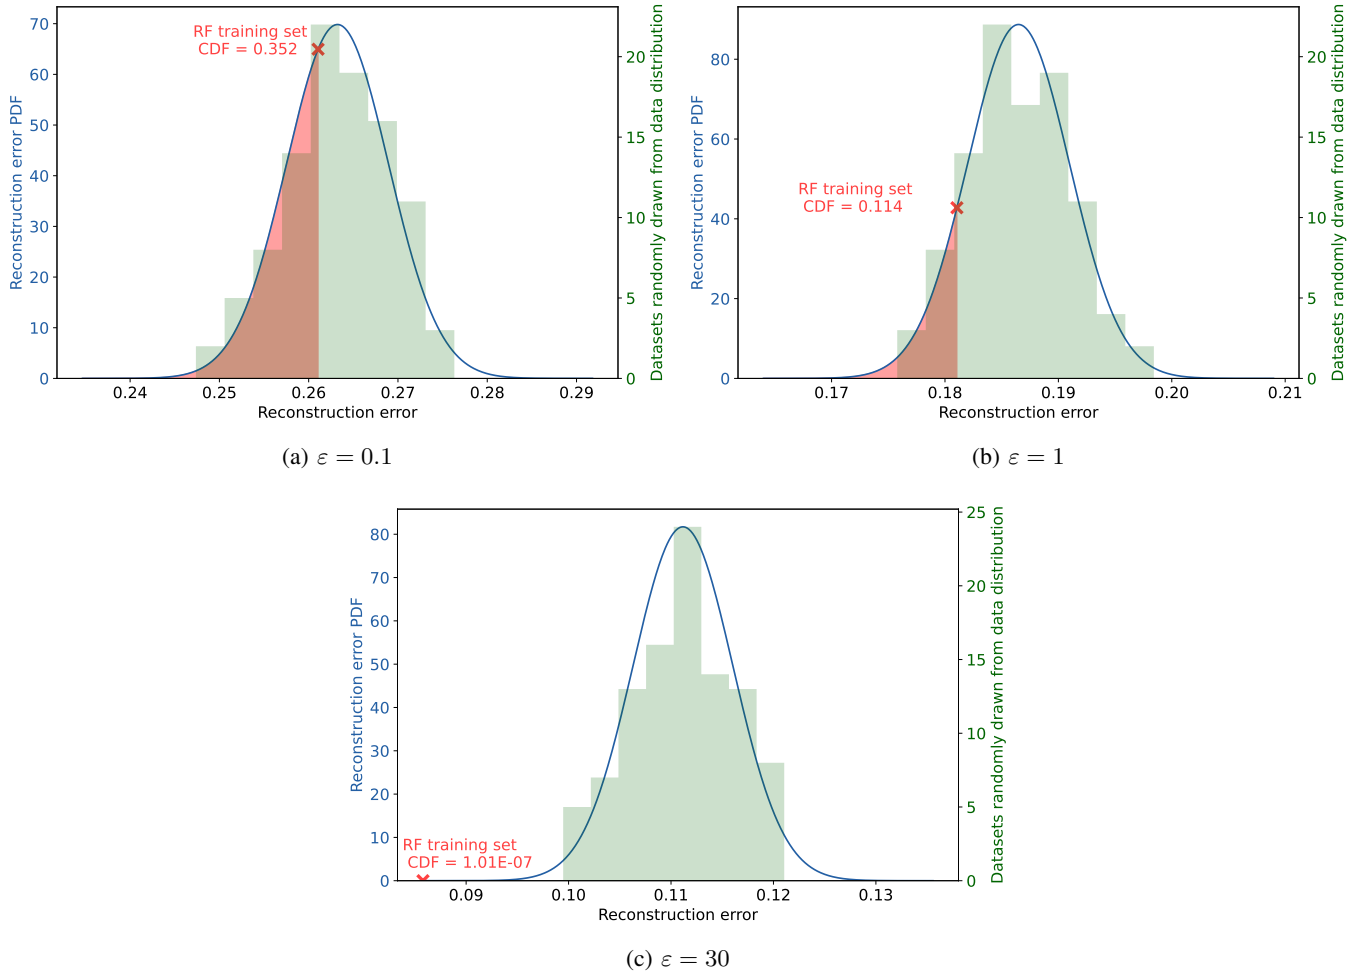 70
60
50
40
30
20
10
0
Reconstruction error PDF
RF training set
CDF = 0.352
20
15
10
5
0
Datasets randomly drawn from data distribution
0.24 0.25 0.26 0.27 0.28 0.29
Reconstruction error
(a) ε = 0.1
80
60
40
20
0
Reconstruction error PDF
RF training set
CDF = 0.114
20
15
10
5
0
Datasets randomly drawn from data distribution
0.17 0.18 0.19 0.20 0.21
Reconstruction error
(b) ε = 1
80
70
60
50
40
30
20
10
0
Reconstruction error PDF
RF training set
CDF = 1.01E-07
25
20
15
10
5
0
Datasets randomly drawn from data distribution
0.09 0.10 0.11 0.12 0.13
Reconstruction error
(c) ε = 30